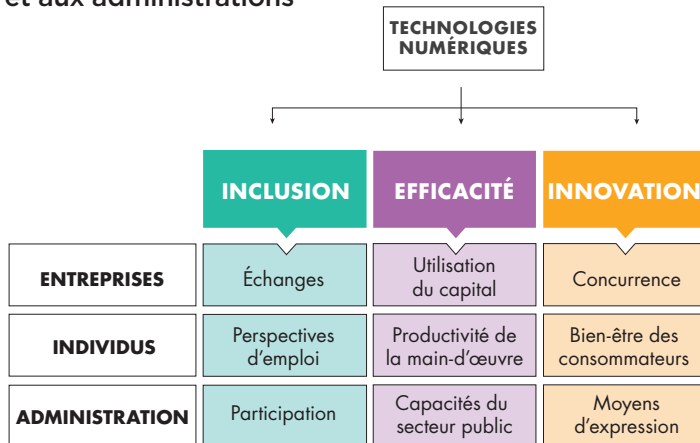 et aux administrations
TECHNOLOGIES
NUMÉRIQUES
INCLUSION
EFFICACITÉ
INNOVATION
ENTREPRISES
Échanges
Utilisation
du capital
Concurrence
INDIVIDUS
Perspectives
d'emploi
Productivité de
la main-d'œuvre
Bien-être des
consommateurs
ADMINISTRATION
Participation
Capacités du
secteur public
Moyens
d'expression